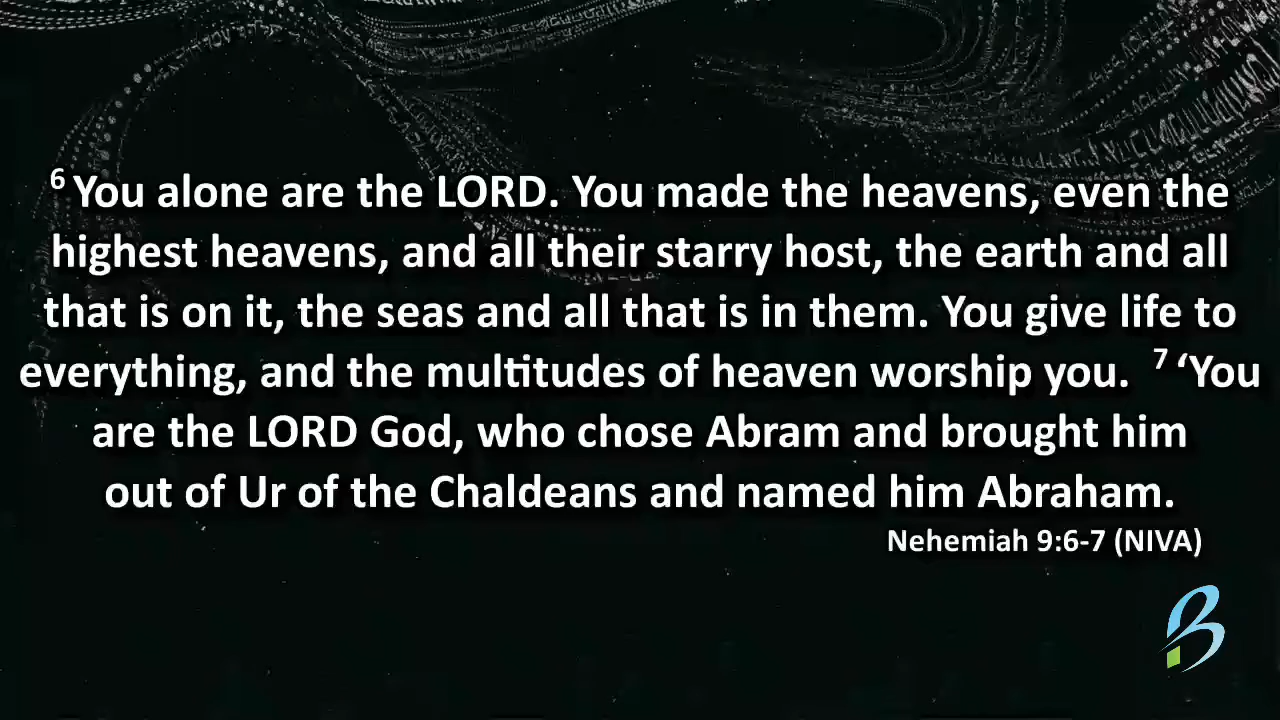 6 You alone are the LORD. You made the heavens, even the
highest heavens, and all their starry host, the earth and all
that is on it, the seas and all that is in them. You give life to
everything, and the multitudes of heaven worship you. 7 ‘You
are the LORD God, who chose Abram and brought him
out of Ur of the Chaldeans and named him Abraham.
Nehemiah 9:6-7 (NIVA)